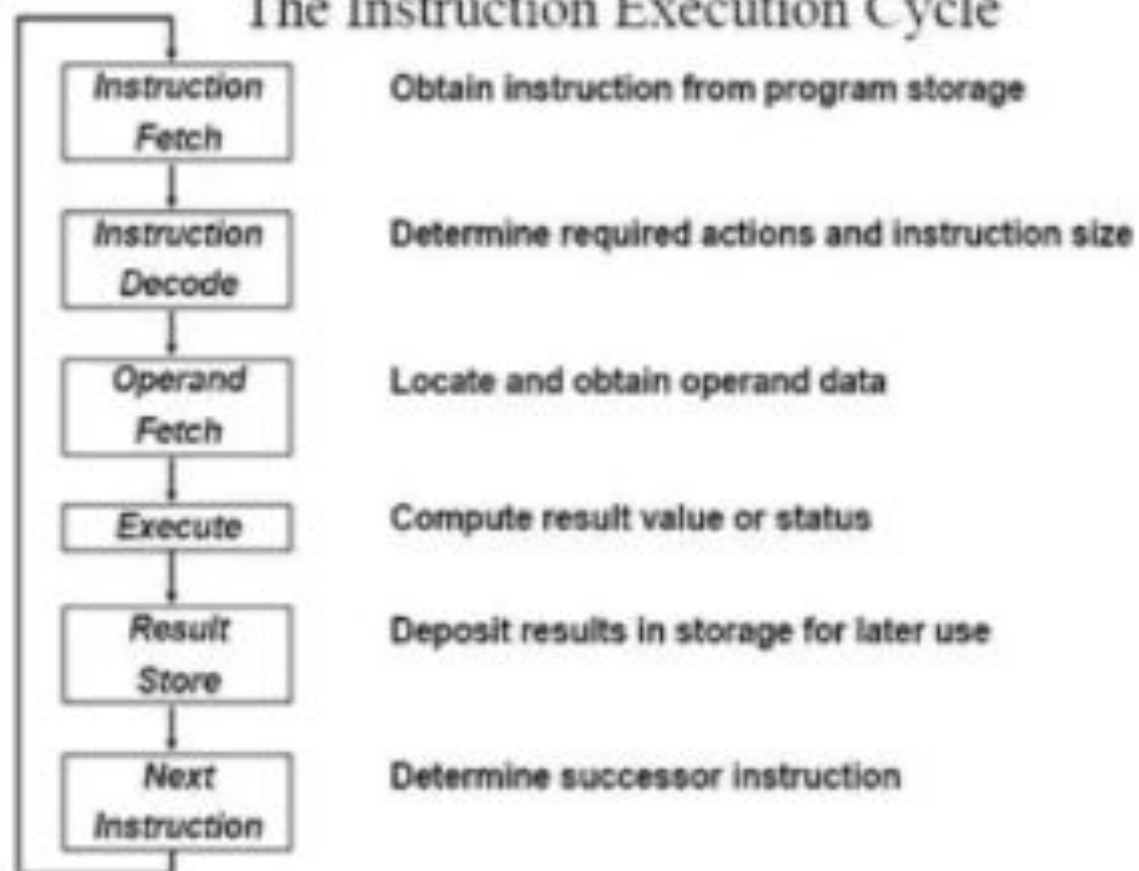 The Instruction Execution Cycle
Instruction
Fetch
Obtain instruction from program storage
Instruction
Decode
Determine required actions and instruction size
Operand
Fetch
Locate and obtain operand data
Execute
Compute result value or status
Result
Store
Deposit results in storage for later use
Next
Instruction
Determine successor instruction